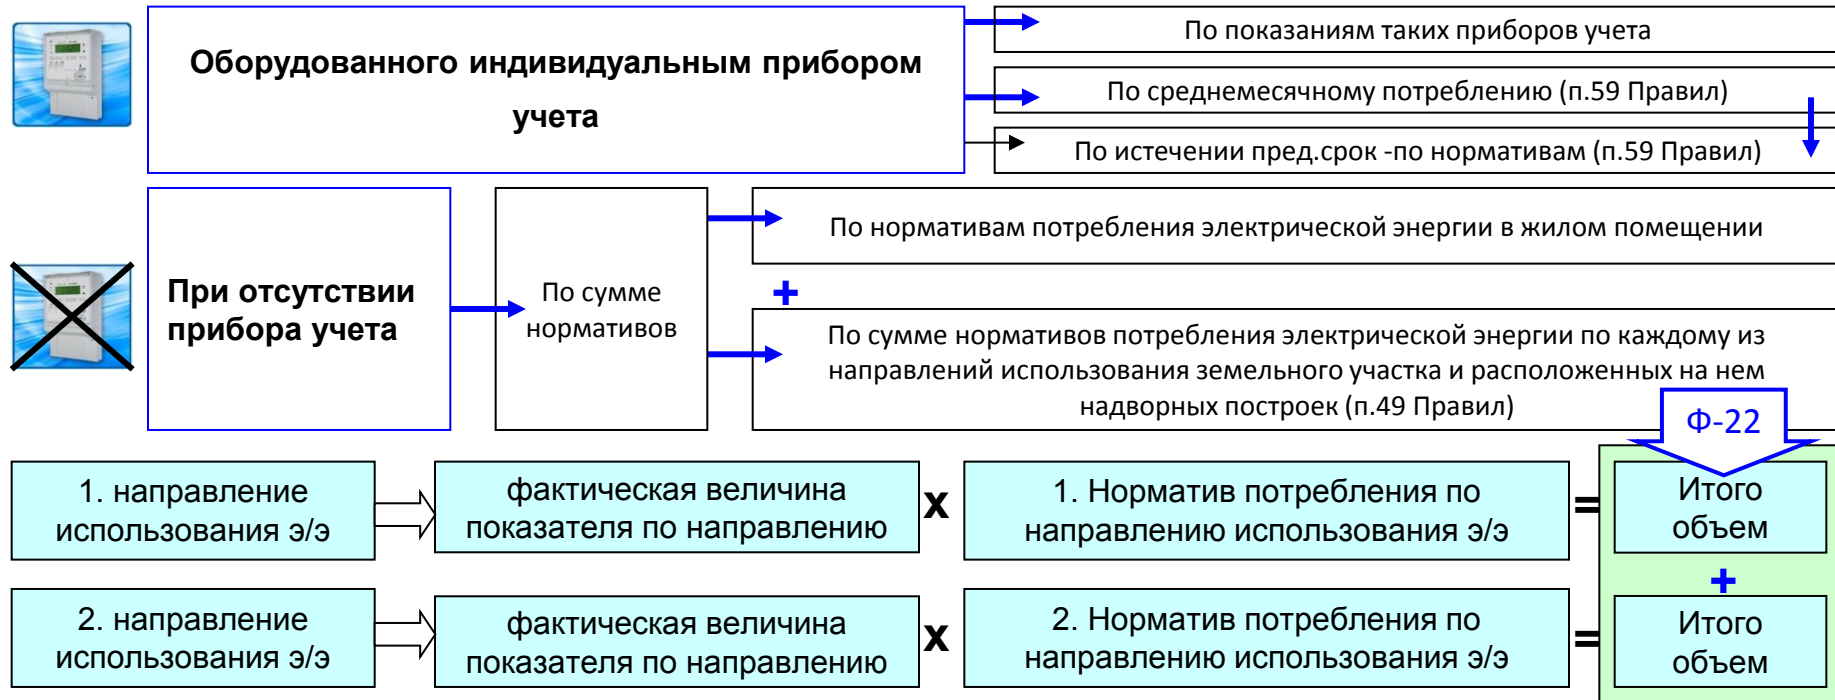 Оборудованного индивидуальным прибором
учета
По показаниям таких приборов учета
По среднемесячному потреблению (п.59 Правил)
По истечении пред.срок -по нормативам (п.59 Правил)
При отсутствии
прибора учета
По сумме
нормативов
По нормативам потребления электрической энергии в жилом помещении
+
По сумме нормативов потребления электрической энергии по каждому из
направлений использования земельного участка и расположенных на нем
надворных построек (п.49 Правил)
Ф-22
1. направление
использования э/э
фактическая величина
показателя по направлению
x
1. Норматив потребления по
направлению использования э/э
=
Итого
объем
+
2. направление
использования э/э
фактическая величина
показателя по направлению
x
2. Норматив потребления по
направлению использования э/э
=
Итого
объем